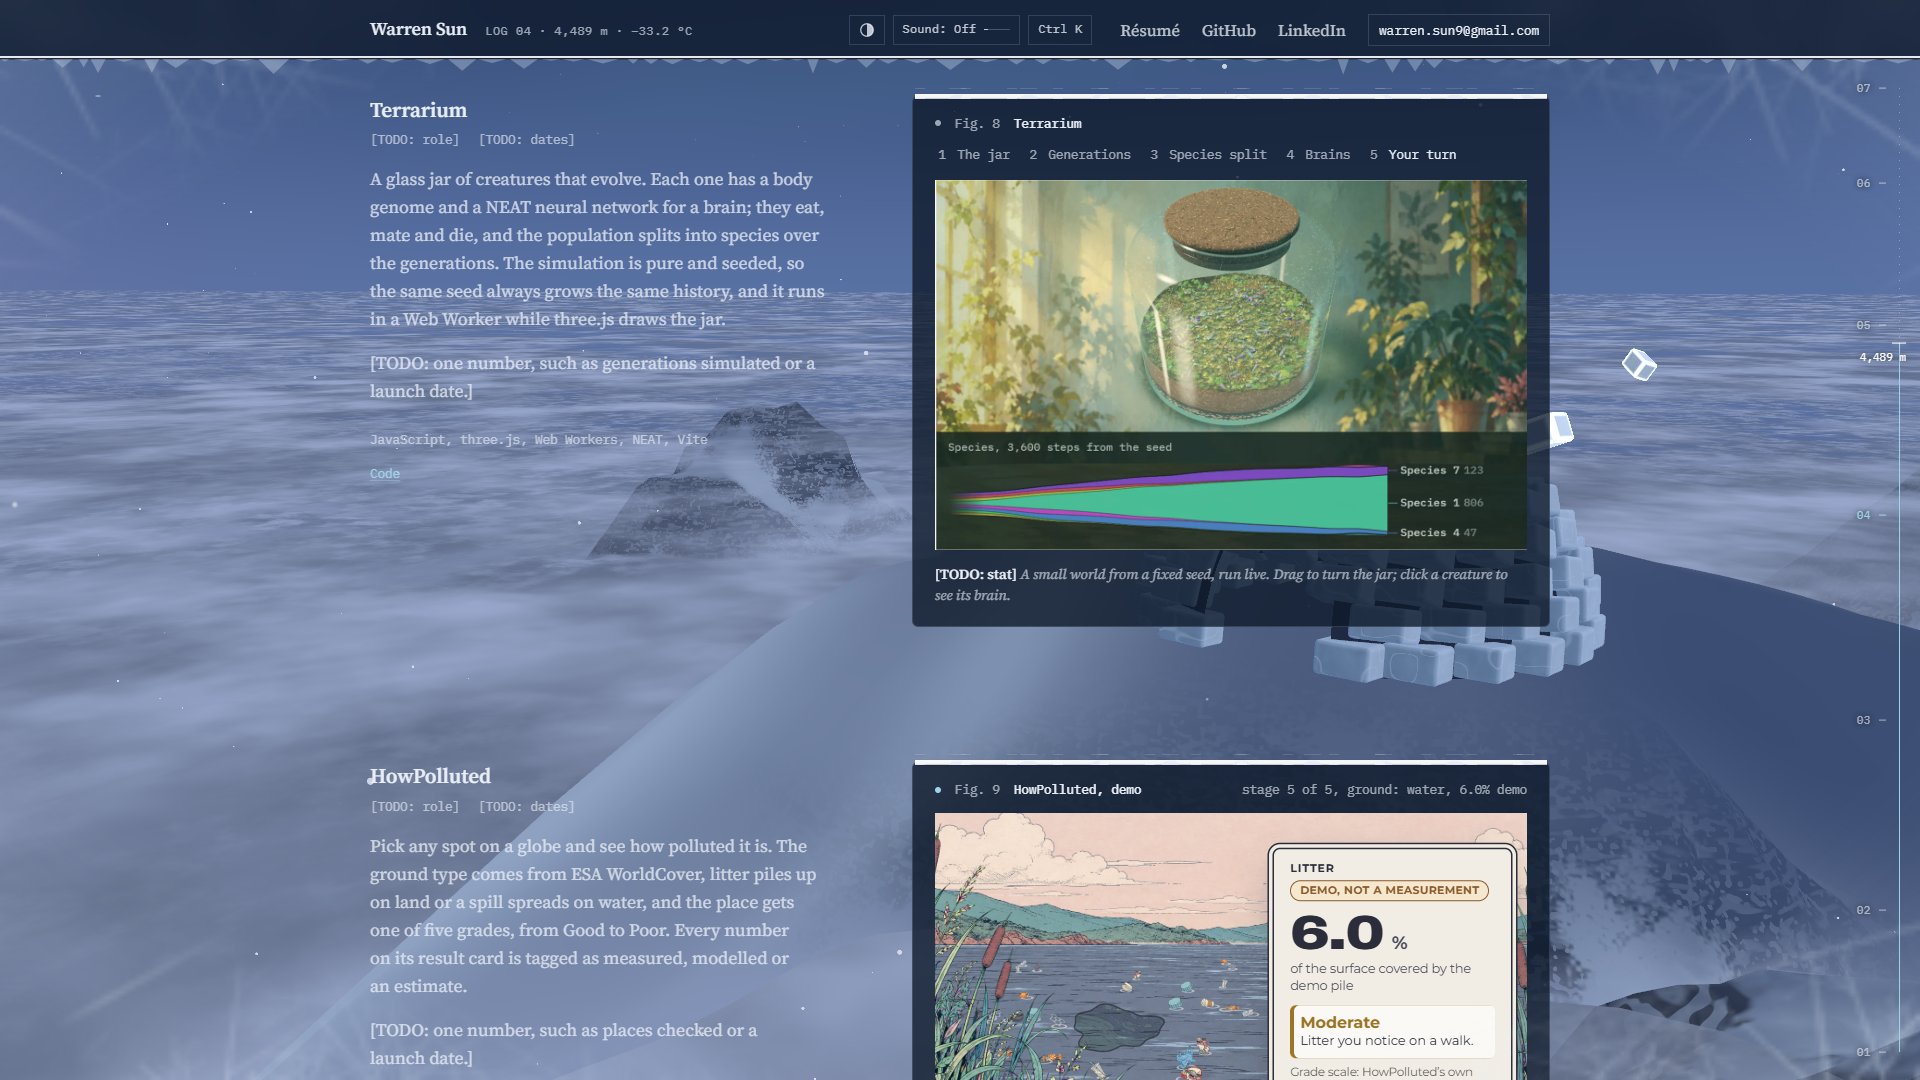 Warren Sun LOG 04 · 4,489 m · −33.2 °C Sound: Off Ctrl K Résumé GitHub LinkedIn warren.sun9@gmail.com
Terrarium
[TODO: role] [TODO: dates]
A glass jar of creatures that evolve. Each one has a body
genome and a NEAT neural network for a brain; they eat,
mate and die, and the population splits into species over
the generations. The simulation is pure and seeded, so
the same seed always grows the same history, and it runs
in a Web Worker while three.js draws the jar.
[TODO: one number, such as generations simulated or a
launch date.]
JavaScript, three.js, Web Workers, NEAT, Vite
Code
Fig. 8 Terrarium
1 The jar 2 Generations 3 Species split 4 Brains 5 Your turn
Species, 3,600 steps from the seed
Species 7 123
Species 1 806
Species 4 47
[TODO: stat] A small world from a fixed seed, run live. Drag to turn the jar; click a creature to
see its brain.
HowPolluted
[TODO: role] [TODO: dates]
Pick any spot on a globe and see how polluted it is. The
ground type comes from ESA WorldCover, litter piles up
on land or a spill spreads on water, and the place gets
one of five grades, from Good to Poor. Every number
on its result card is tagged as measured, modelled or
an estimate.
[TODO: one number, such as places checked or a
launch date.]
Fig. 9 HowPolluted, demo stage 5 of 5, ground: water, 6.0% demo
LITTER
DEMO, NOT A MEASUREMENT
6.0 %
of the surface covered by the
demo pile
Moderate
Litter you notice on a walk.
Grade scale: HowPolluted's own
07
06
05
4,489 m
04
03
02
01